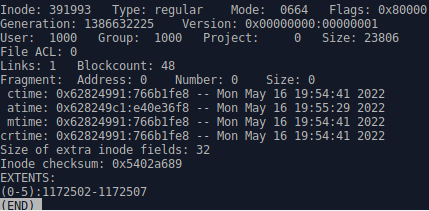 Inode: 391993   Type: regular    Mode:  0664   Flags: 0x80000
Generation: 1386632225    Version: 0x00000000:00000001
User:  1000   Group:  1000   Project:     0   Size: 23806
File ACL: 0
Links: 1   Blockcount: 48
Fragment:  Address: 0    Number: 0    Size: 0
 ctime: 0x62824991:766b1fe8 -- Mon May 16 19:54:41 2022
 atime: 0x628249c1:e40e36f8 -- Mon May 16 19:55:29 2022
 mtime: 0x62824991:766b1fe8 -- Mon May 16 19:54:41 2022
crtime: 0x62824991:766b1fe8 -- Mon May 16 19:54:41 2022
Size of extra inode fields: 32
Inode checksum: 0x5402a689
EXTENTS:
(0-5):1172502-1172507
(END)